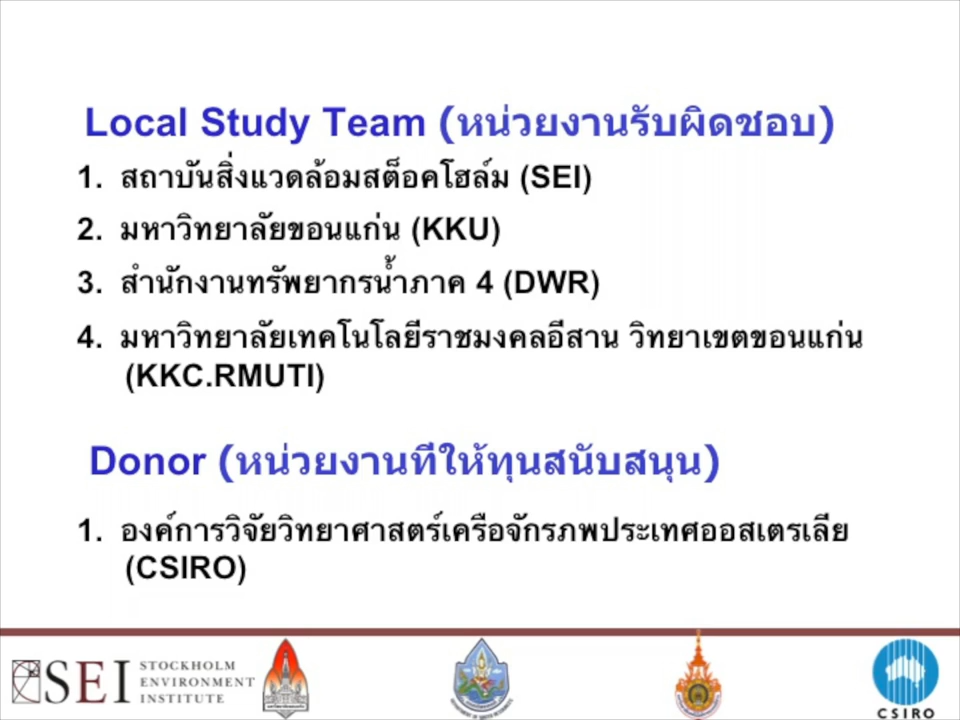 Local Study Team (หน่วยงานรับผิดชอบ)
1. สถาบันสิ่งแวดล้อมสต็อคโฮล์ม (SEI)
2. มหาวิทยาลัยขอนแก่น (KKU)
3. สำนักงานทรัพยากรน้ำภาค 4 (DWR)
4. มหาวิทยาลัยเทคโนโลยีราชมงคลอีสาน วิทยาเขตขอนแก่น
(KKC.RMUTI)
Donor (หน่วยงานทีให้ทุนสนับสนุน)
1. องค์การวิจัยวิทยาศาสตร์เครือจักรภพประเทศออสเตรเลีย
(CSIRO)
SEI STOCKHOLM
ENVIRONMENT
INSTITUTE
CSIRO